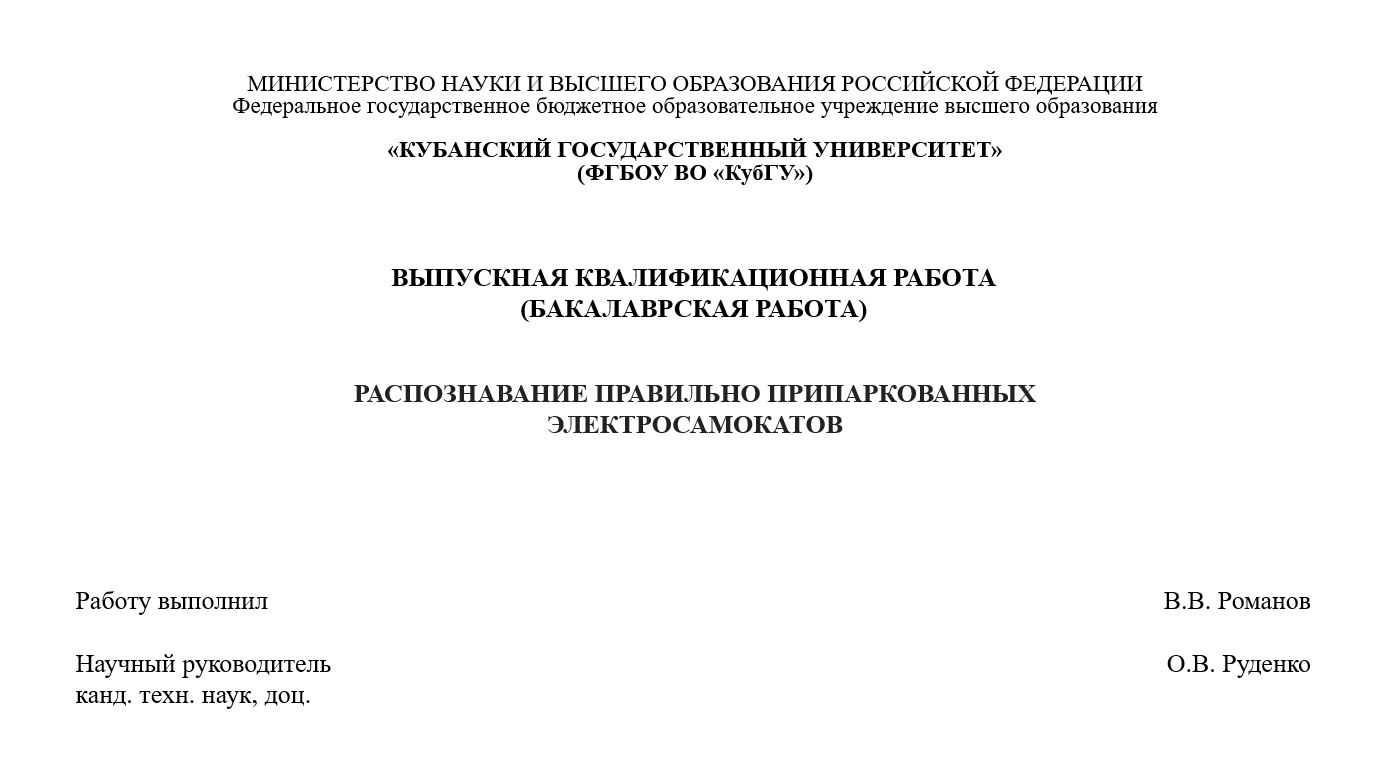 МИНИСТЕРСТВО НАУКИ И ВЫСШЕГО ОБРАЗОВАНИЯ РОССИЙСКОЙ ФЕДЕРАЦИИ
Федеральное государственное бюджетное образовательное учреждение высшего образования
«КУБАНСКИЙ ГОСУДАРСТВЕННЫЙ УНИВЕРСИТЕТ»
(ФГБОУ ВО «КубГУ»)
ВЫПУСКНАЯ КВАЛИФИКАЦИОННАЯ РАБОТА
(БАКАЛАВРСКАЯ РАБОТА)
РАСПОЗНАВАНИЕ ПРАВИЛЬНО ПРИПАРКОВАННЫХ
ЭЛЕКТРОСАМОКАТОВ
Работу выполнил В.В. Романов
Научный руководитель О.В. Руденко
канд. техн. наук, доц.